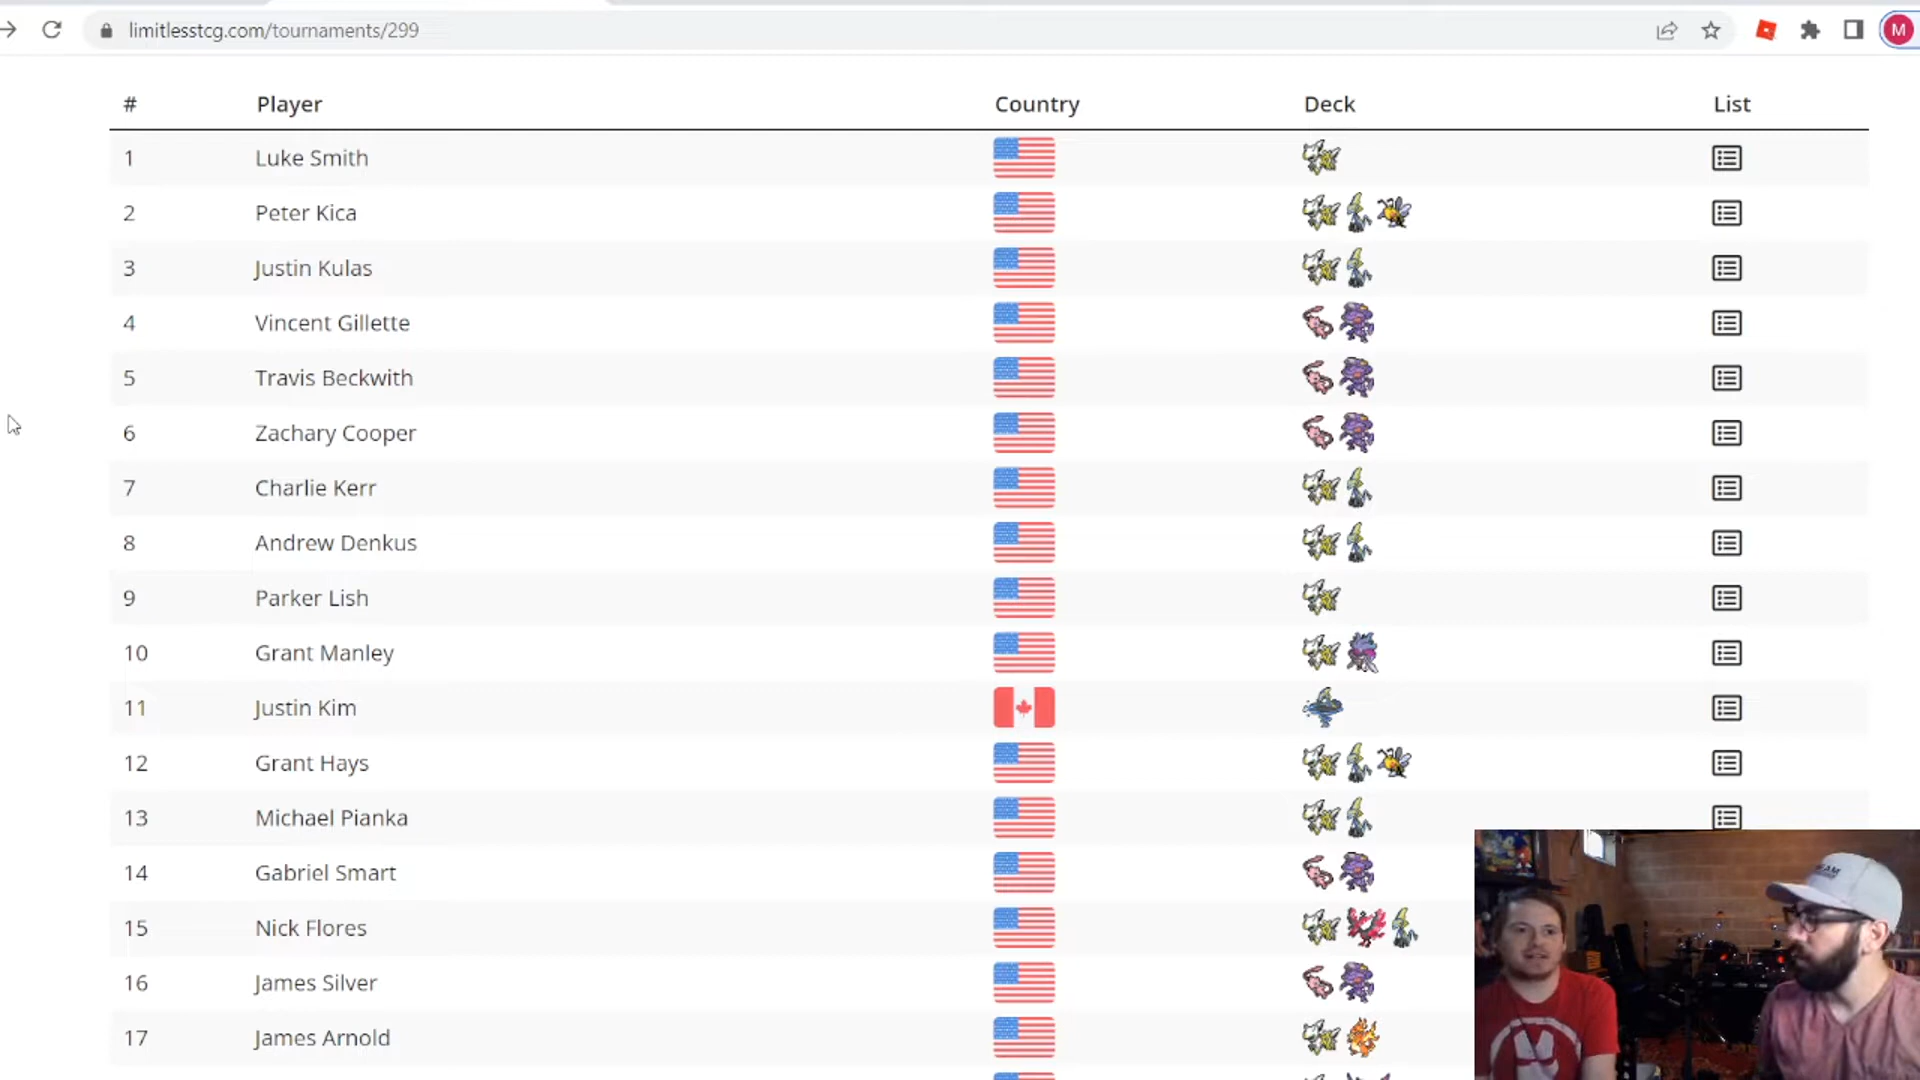 limitlesstcg.com/tournaments/299
M
# Player Country Deck List
1 Luke Smith
2 Peter Kica
3 Justin Kulas
4 Vincent Gillette
5 Travis Beckwith
6 Zachary Cooper
7 Charlie Kerr
8 Andrew Denkus
9 Parker Lish
10 Grant Manley
11 Justin Kim
12 Grant Hays
13 Michael Pianka
14 Gabriel Smart
15 Nick Flores
16 James Silver
17 James Arnold